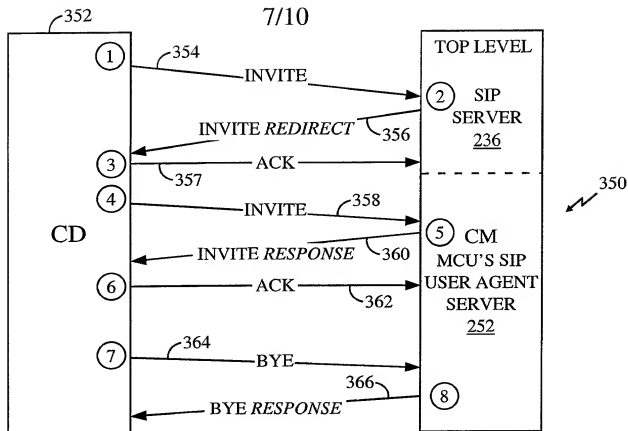 7/10
352
1
354
INVITE
TOP LEVEL
2
SIP
SERVER
236
INVITE REDIRECT
356
3
ACK
357
4
INVITE
358
350
CD
5
CM
MCU'S SIP
USER AGENT
SERVER
252
INVITE RESPONSE
360
6
ACK
362
7
364
BYE
366
8
BYE RESPONSE